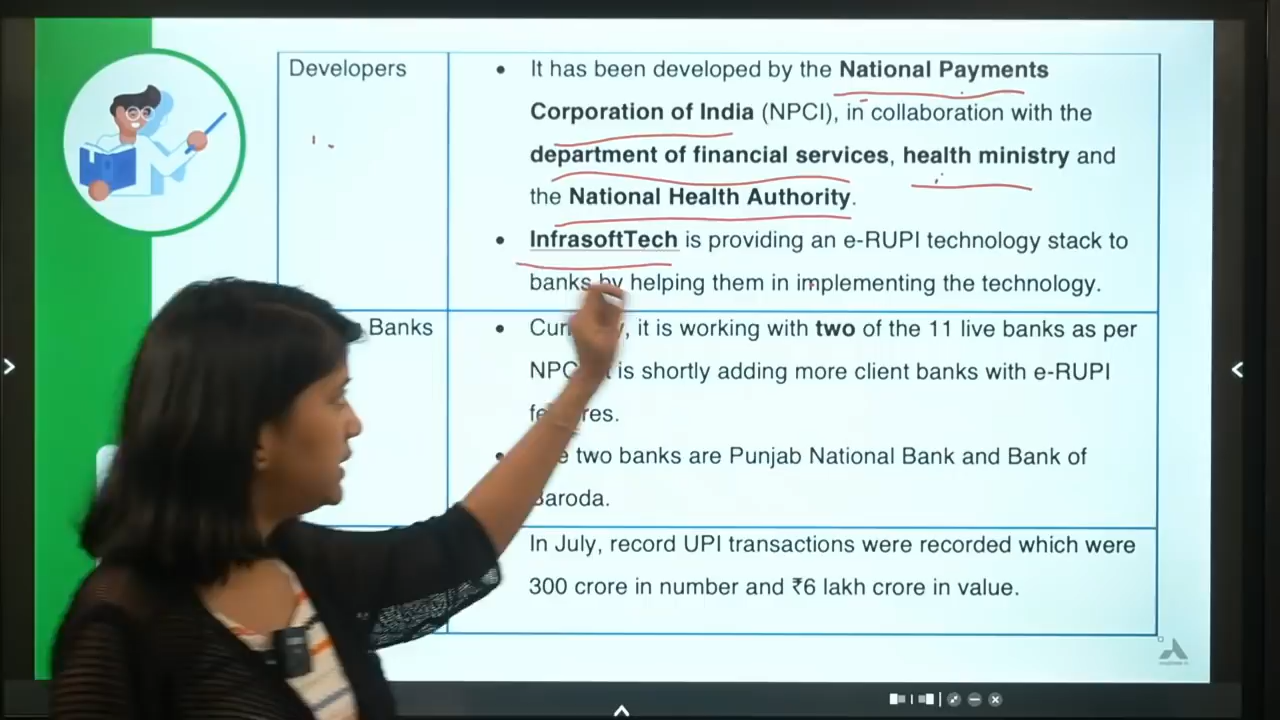 Developers
It has been developed by the National Payments
Corporation of India (NPCI), in collaboration with the
department of financial services, health ministry and
the National Health Authority.
InfrasoftTech is providing an e-RUPI technology stack to
banks by helping them in implementing the technology.
Banks
it is working with two of the 11 live banks as per
is shortly adding more client banks with e-RUPI
two banks are Punjab National Bank and Bank of
Baroda.
In July, record UPI transactions were recorded which were
300 crore in number and ₹6 lakh crore in value.